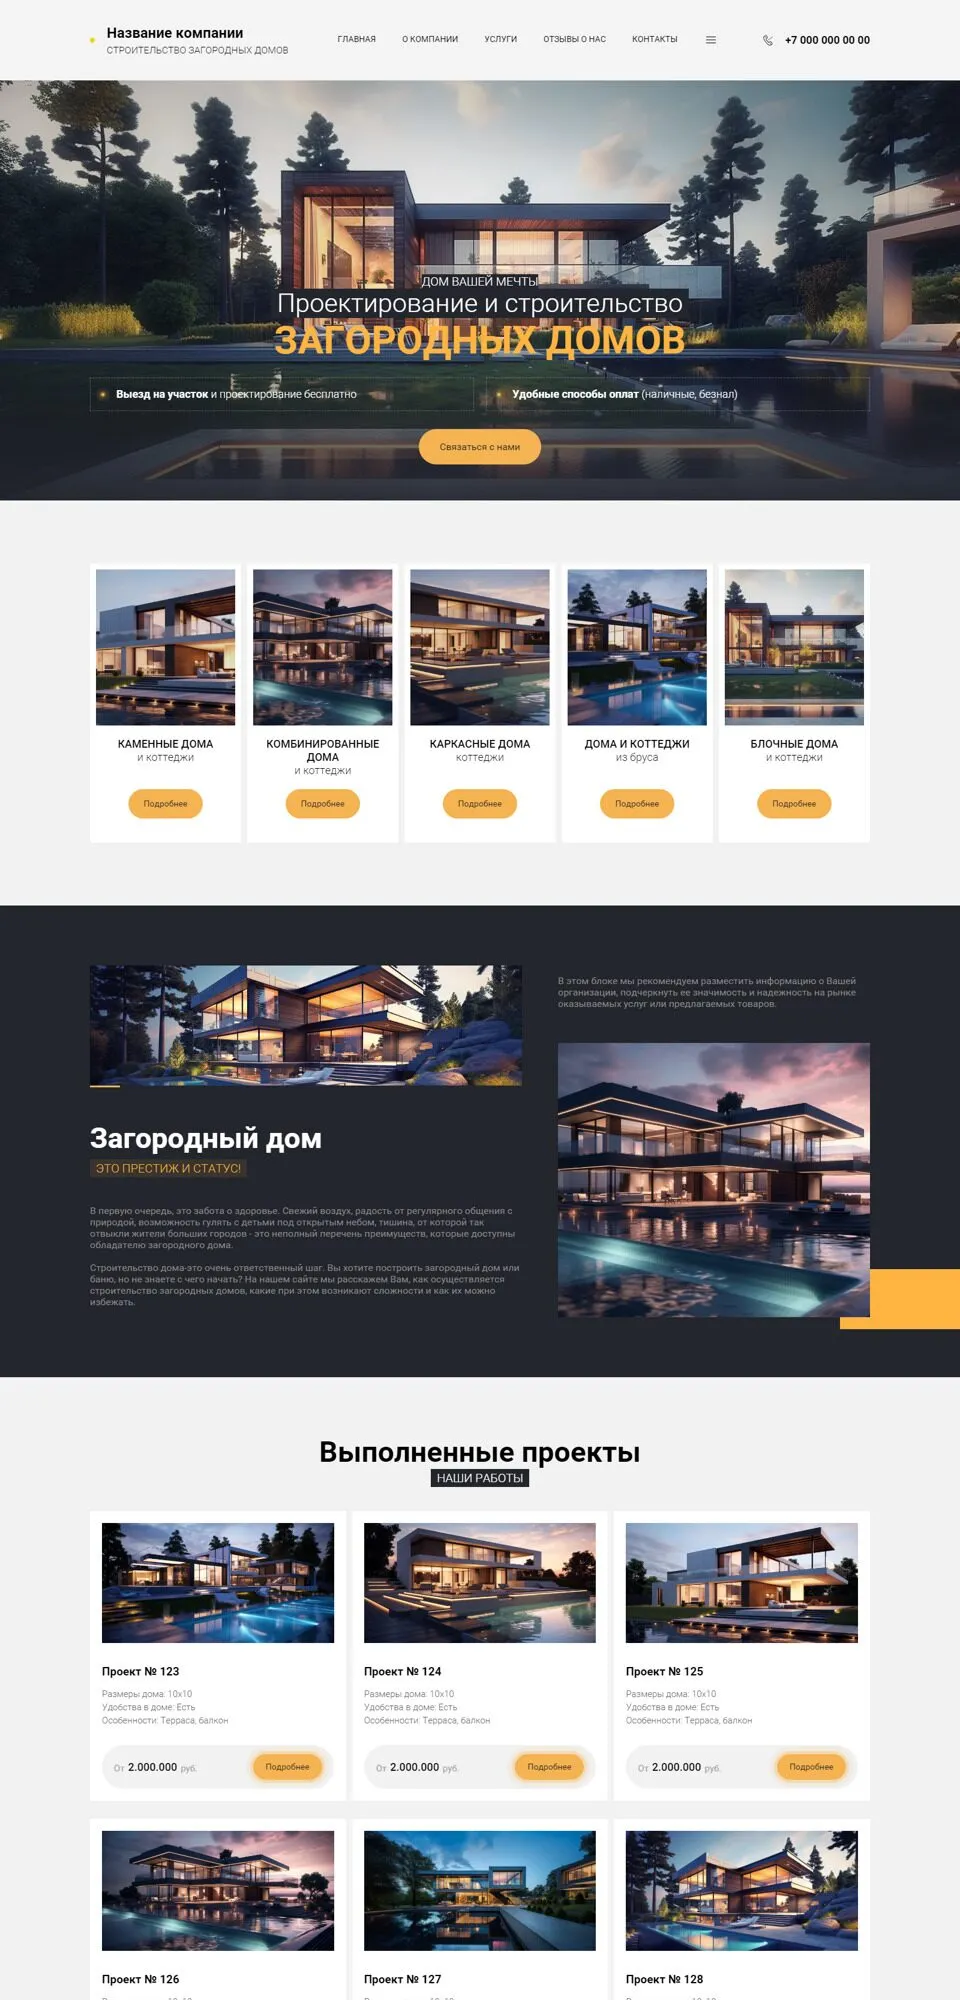 Название компании
СТРОИТЕЛЬСТВО ЗАГОРОДНЫХ ДОМОВ
ГЛАВНАЯ О КОМПАНИИ УСЛУГИ ОТЗЫВЫ О НАС КОНТАКТЫ
+7 000 000 00 00
ДОМ ВАШЕЙ МЕЧТЫ
Проектирование и строительство
ЗАГОРОДНЫХ ДОМОВ
Выезд на участок и проектирование бесплатно
Удобные способы оплат (наличные, безнал)
Связаться с нами
КАМЕННЫЕ ДОМА
и коттеджи
Подробнее
КОМБИНИРОВАННЫЕ
ДОМА
и коттеджи
Подробнее
КАРКАСНЫЕ ДОМА
коттеджи
Подробнее
ДОМА И КОТТЕДЖИ
из бруса
Подробнее
БЛОЧНЫЕ ДОМА
и коттеджи
Подробнее
Загородный дом
ЭТО ПРЕСТИЖ И СТАТУС!
В первую очередь, это забота о здоровье. Свежий воздух, радость от регулярного общения с
природой, возможность гулять с детьми под открытым небом, тишина, от которой так
отвыкли жители больших городов - это неполный перечень преимуществ, которые доступны
обладателю загородного дома.
Строительство дома-это очень ответственный шаг. Вы хотите построить загородный дом или
баню, но не знаете с чего начать? На нашем сайте мы расскажем Вам, как осуществляется
строительство загородных домов, какие при этом возникают сложности и как их можно
избежать.
В этом блоке мы рекомендуем разместить информацию о Вашей
организации, подчеркнуть ее значимость и надежность на рынке
оказываемых услуг или предлагаемых товаров.
Выполненные проекты
НАШИ РАБОТЫ
Проект № 123
Размеры дома: 10х10
Удобства в доме: Есть
Особенности: Терраса, балкон
От 2.000.000 руб.
Подробнее
Проект № 124
Размеры дома: 10х10
Удобства в доме: Есть
Особенности: Терраса, балкон
От 2.000.000 руб.
Подробнее
Проект № 125
Размеры дома: 10х10
Удобства в доме: Есть
Особенности: Терраса, балкон
От 2.000.000 руб.
Подробнее
Проект № 126
Проект № 127
Проект № 128